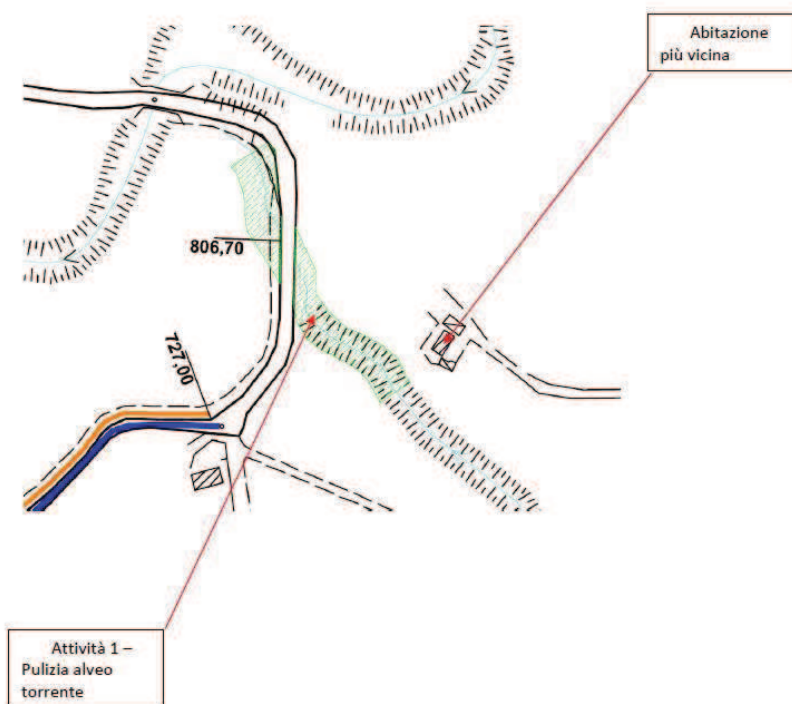 Abitazione
più vicina
806,70
727,00
Attività 1 –
Pulizia alveo
torrente